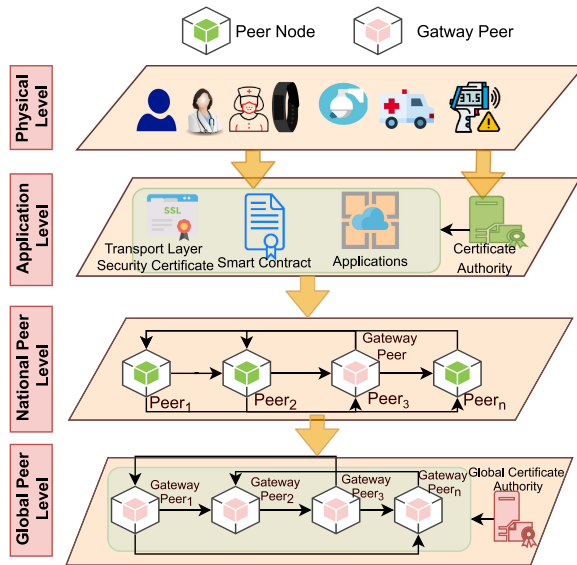 Peer Node
Gatway Peer
Physical
Level
37.5
Application
Level
SSL
Transport Layer
Security Certificate
Smart Contract
Applications
Certificate
Authority
National Peer
Level
Gateway
Peer
Peer1
Peer2
Peer3
Peern
Global Peer
Level
Gateway
Peer1
Gateway
Peer2
Gateway
Peer3
Gateway
Peern
Global Certificate
Authority